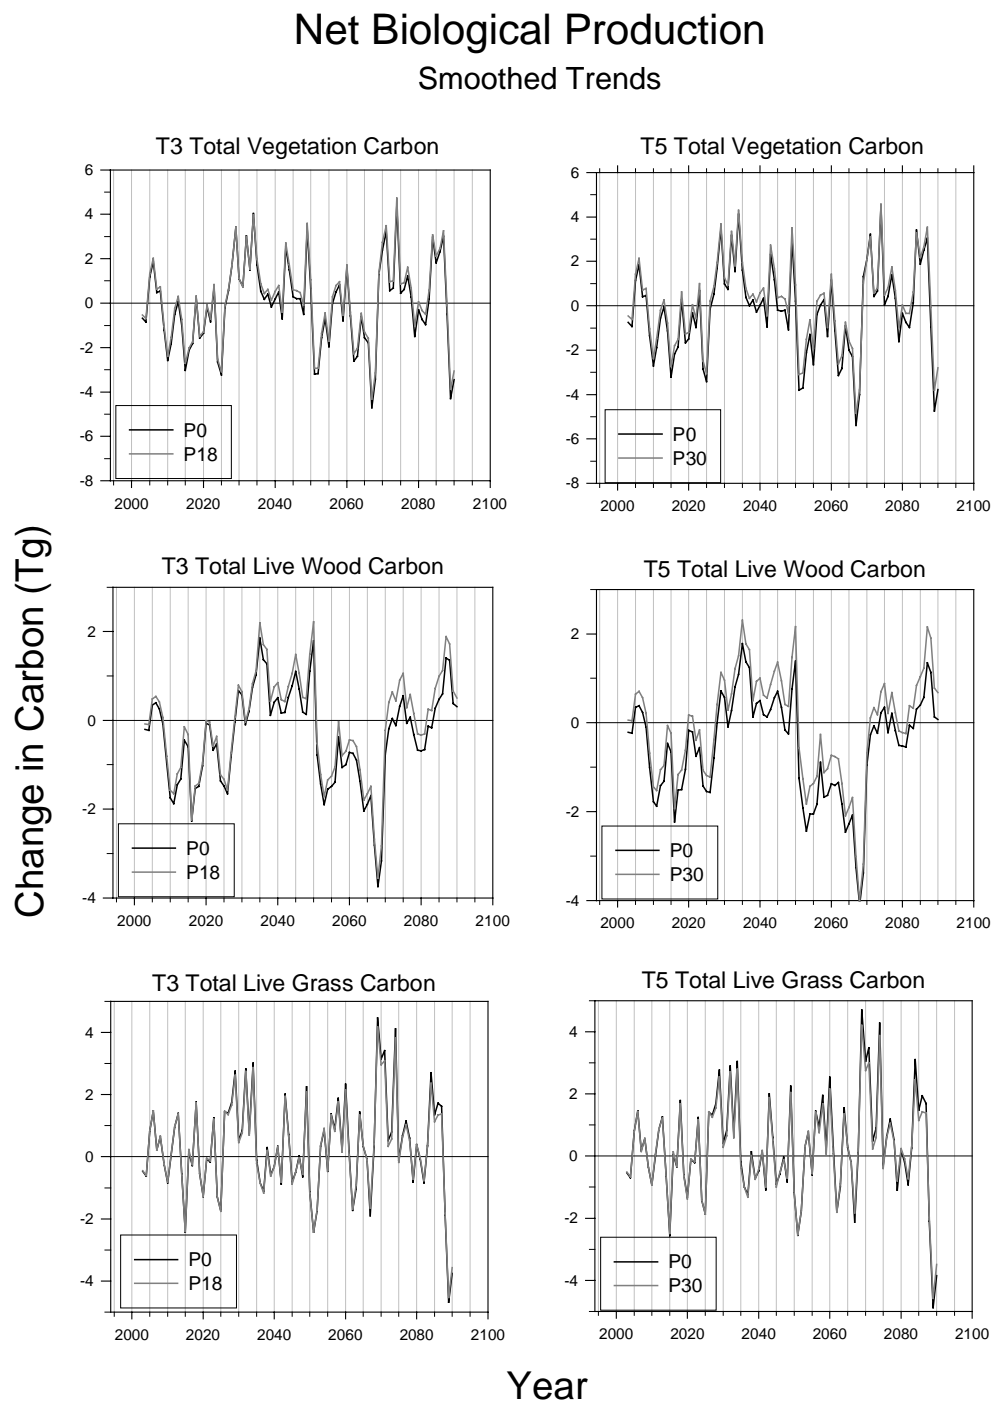 Net Biological Production
Smoothed Trends
T3 Total Vegetation Carbon
6
4
2
0
-2
-4
-6
-8
P0
P18
2000 2020 2040 2060 2080 2100
T5 Total Vegetation Carbon
6
4
2
0
-2
-4
-6
-8
P0
P30
2000 2020 2040 2060 2080 2100
Change in Carbon (Tg)
T3 Total Live Wood Carbon
2
0
-2
-4
P0
P18
2000 2020 2040 2060 2080 2100
T5 Total Live Wood Carbon
2
0
-2
-4
P0
P30
2000 2020 2040 2060 2080 2100
T3 Total Live Grass Carbon
4
2
0
-2
-4
P0
P18
2000 2020 2040 2060 2080 2100
T5 Total Live Grass Carbon
4
2
0
-2
-4
P0
P30
2000 2020 2040 2060 2080 2100
Year